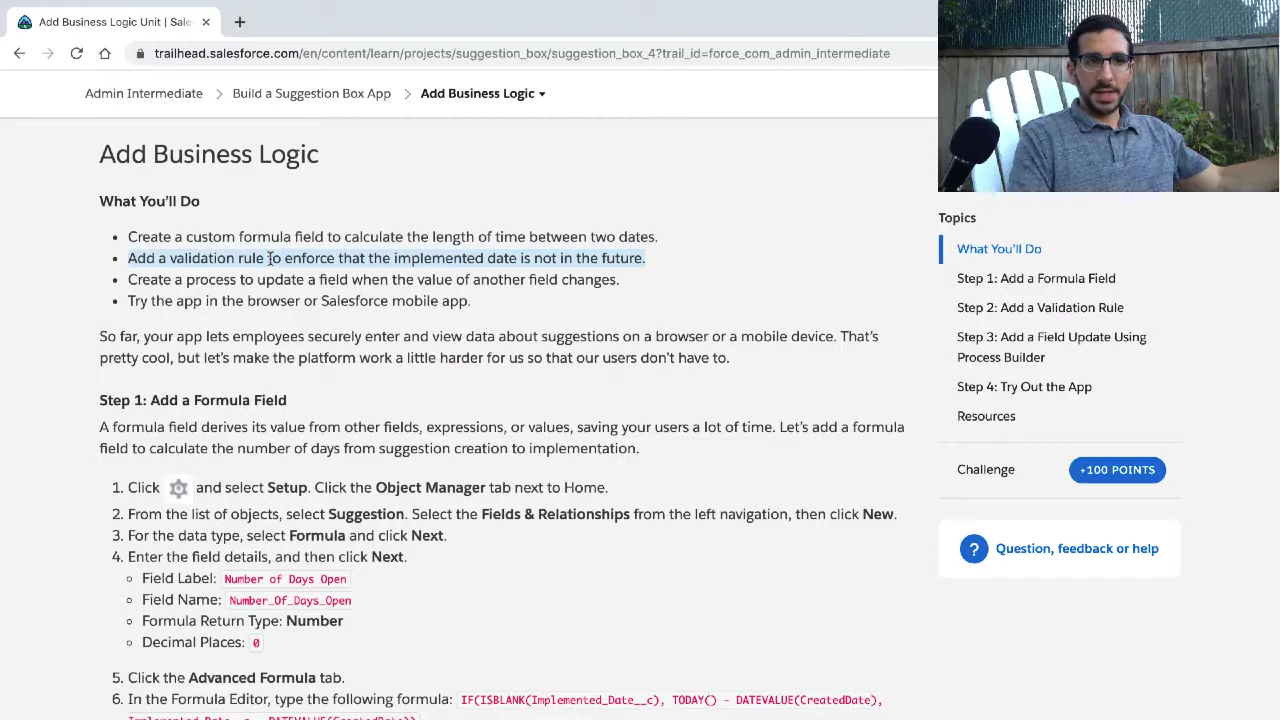 Add Business Logic Unit | Sales
trailhead.salesforce.com/en/content/learn/projects/suggestion_box/suggestion_box_4?trail_id=force_com_admin_intermediate
Admin Intermediate > Build a Suggestion Box App > Add Business Logic
Add Business Logic
What You'll Do
• Create a custom formula field to calculate the length of time between two dates.
• Add a validation rule to enforce that the implemented date is not in the future.
• Create a process to update a field when the value of another field changes.
• Try the app in the browser or Salesforce mobile app.
So far, your app lets employees securely enter and view data about suggestions on a browser or a mobile device. That's
pretty cool, but let's make the platform work a little harder for us so that our users don't have to.
Step 1: Add a Formula Field
A formula field derives its value from other fields, expressions, or values, saving your users a lot of time. Let's add a formula
field to calculate the number of days from suggestion creation to implementation.
1. Click and select Setup. Click the Object Manager tab next to Home.
2. From the list of objects, select Suggestion. Select the Fields & Relationships from the left navigation, then click New.
3. For the data type, select Formula and click Next.
4. Enter the field details, and then click Next.
Field Label: Number of Days Open
Field Name: Number_Of_Days_Open
Formula Return Type: Number
Decimal Places: 0
5. Click the Advanced Formula tab.
6. In the Formula Editor, type the following formula: IF(ISBLANK(Implemented_Date__c), TODAY() - DATEVALUE(CreatedDate),
Implemented_Date__c - DATEVALUE(CreatedDate))
Topics
What You'll Do
Step 1: Add a Formula Field
Step 2: Add a Validation Rule
Step 3: Add a Field Update Using
Process Builder
Step 4: Try Out the App
Resources
Challenge +100 POINTS
? Question, feedback or help